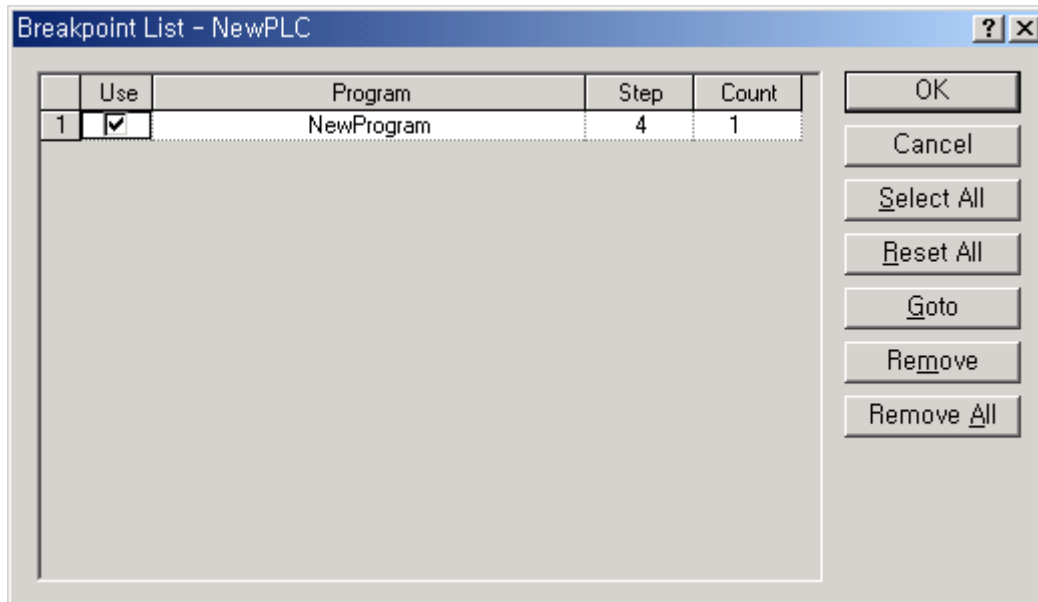 Breakpoint List - NewPLC
Use Program Step Count
1 NewProgram 4 1
OK
Cancel
Select All
Reset All
Goto
Remove
Remove All